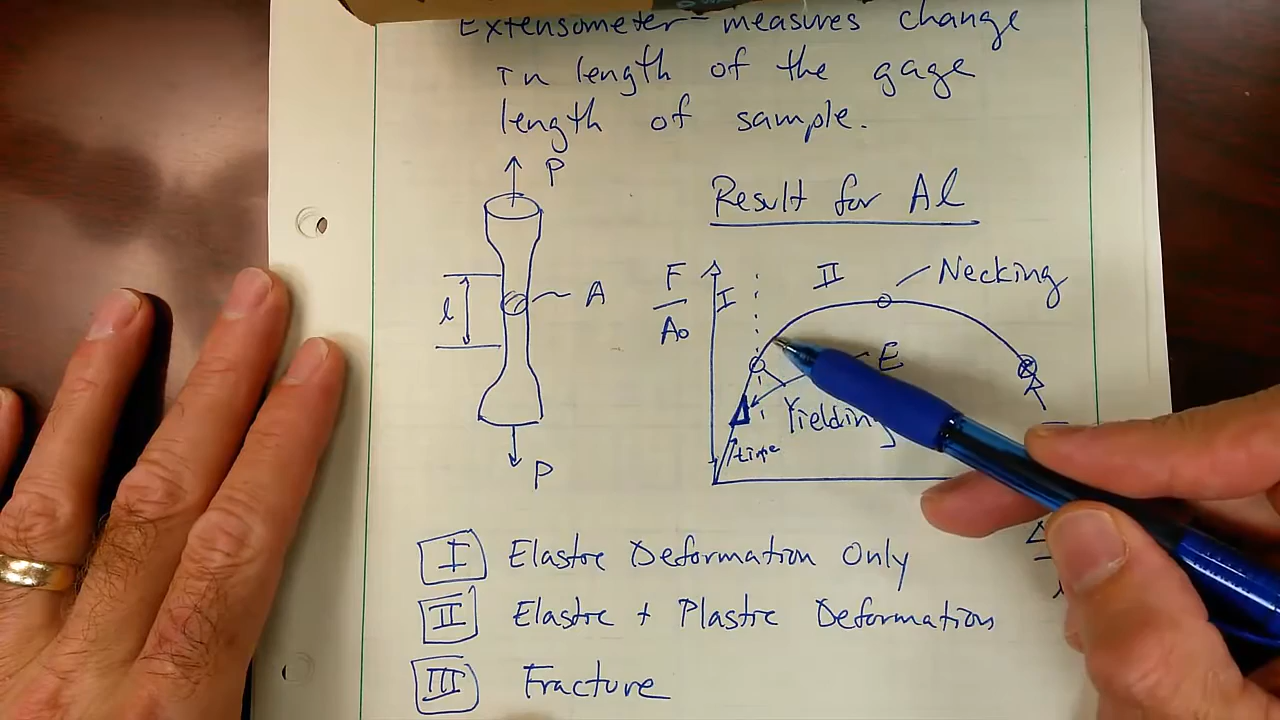 Extensometer - measures change
in length of the gage
length of sample.
P
l
A
P
Result for Al
F
A₀
I
II
Necking
E
Yielding
time
I Elastic Deformation Only
II Elastic + Plastic Deformation
III Fracture